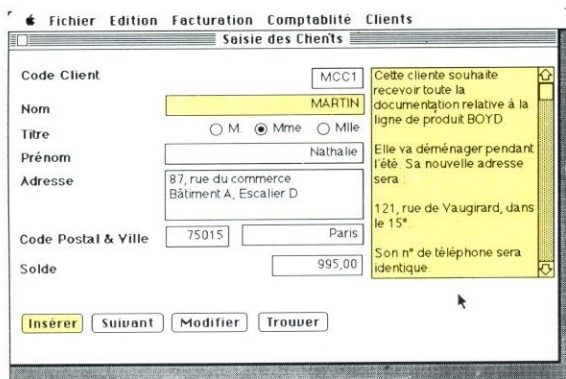 Fichier Edition Facturation Comptablité Clients
Saisie des Clients
Code Client MCC1
Nom MARTIN
Titre M. Mme Mlle
Prénom Nathalie
Adresse 87, rue du commerce
Bâtiment A, Escalier D
Code Postal & Ville 75015 Paris
Solde 995,00
Cette cliente souhaite
recevoir toute la
documentation relative à la
ligne de produit BOYD.
Elle va déménager pendant
l'été. Sa nouvelle adresse
sera :
121, rue de Vaugirard, dans
le 15°.
Son n° de téléphone sera
identique.
Insérer Suivant Modifier Trouver